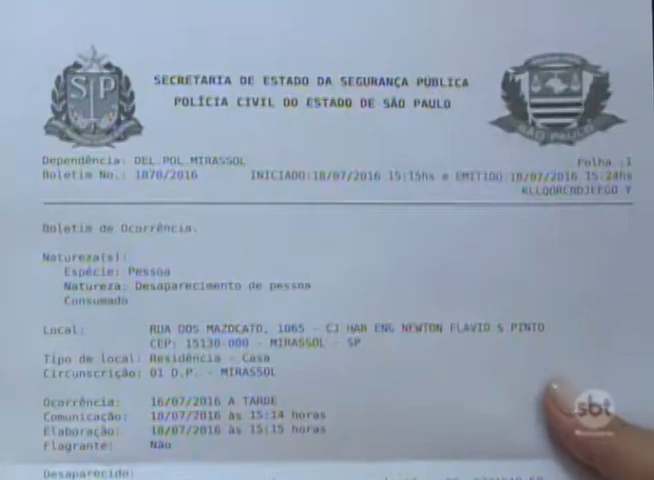 SP
SECRETARIA DE ESTADO DA SEGURANÇA PÚBLICA
POLÍCIA CIVIL DO ESTADO DE SÃO PAULO
SÃO PAULO
Dependência: DEL.POL.MIRASSOL
Folha :1
Boletim No.: 1870/2016
INICIADO:18/07/2016 15:15hs e EMITIDO:18/07/2016 15:24hs
Boletim de Ocorrência.
Natureza(s):
Espécie: Pessoa
Natureza: Desaparecimento de pessoa
Consumado
Local: RUA DOS MAZOCATO, 1065 - CJ HAB ENG NEWTON FLAVIO S PINTO
CEP: 15130-000 - MIRASSOL - SP
Tipo de local: Residência - Casa
Circunscrição: 01 D.P. - MIRASSOL
Ocorrência: 16/07/2016 A TARDE
Comunicação: 18/07/2016 às 15:14 horas
Elaboração: 18/07/2016 às 15:15 horas
Flagrante: Não
sbt
Desaparecido: